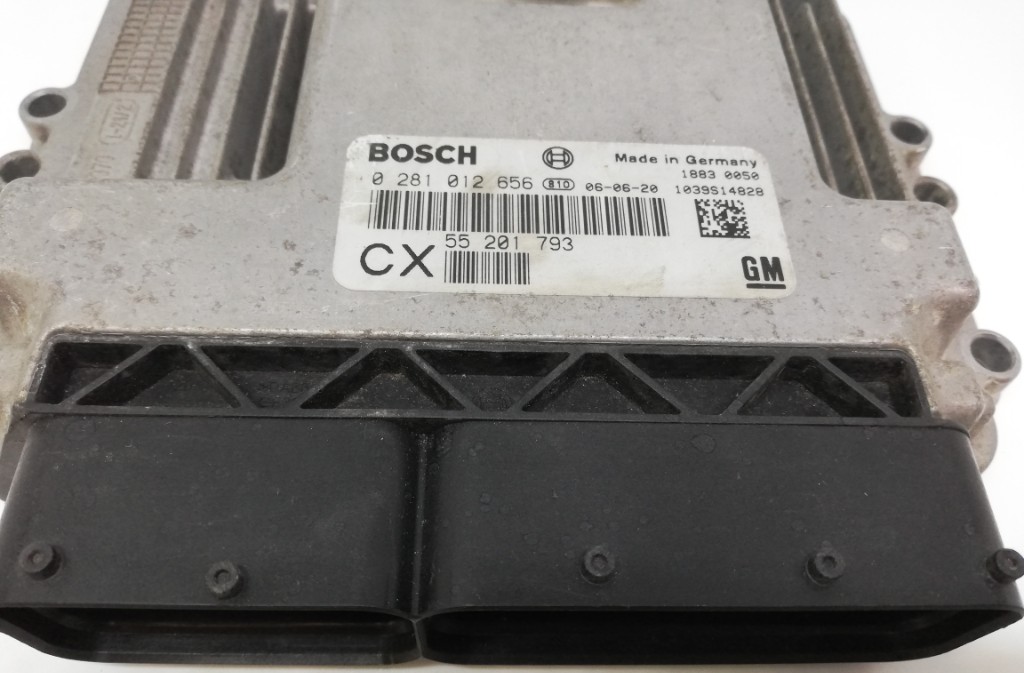 BOSCH Made in Germany
1883 0050
0 281 012 656 810 06-06-20 1039S14828
55 201 793
CX
GM